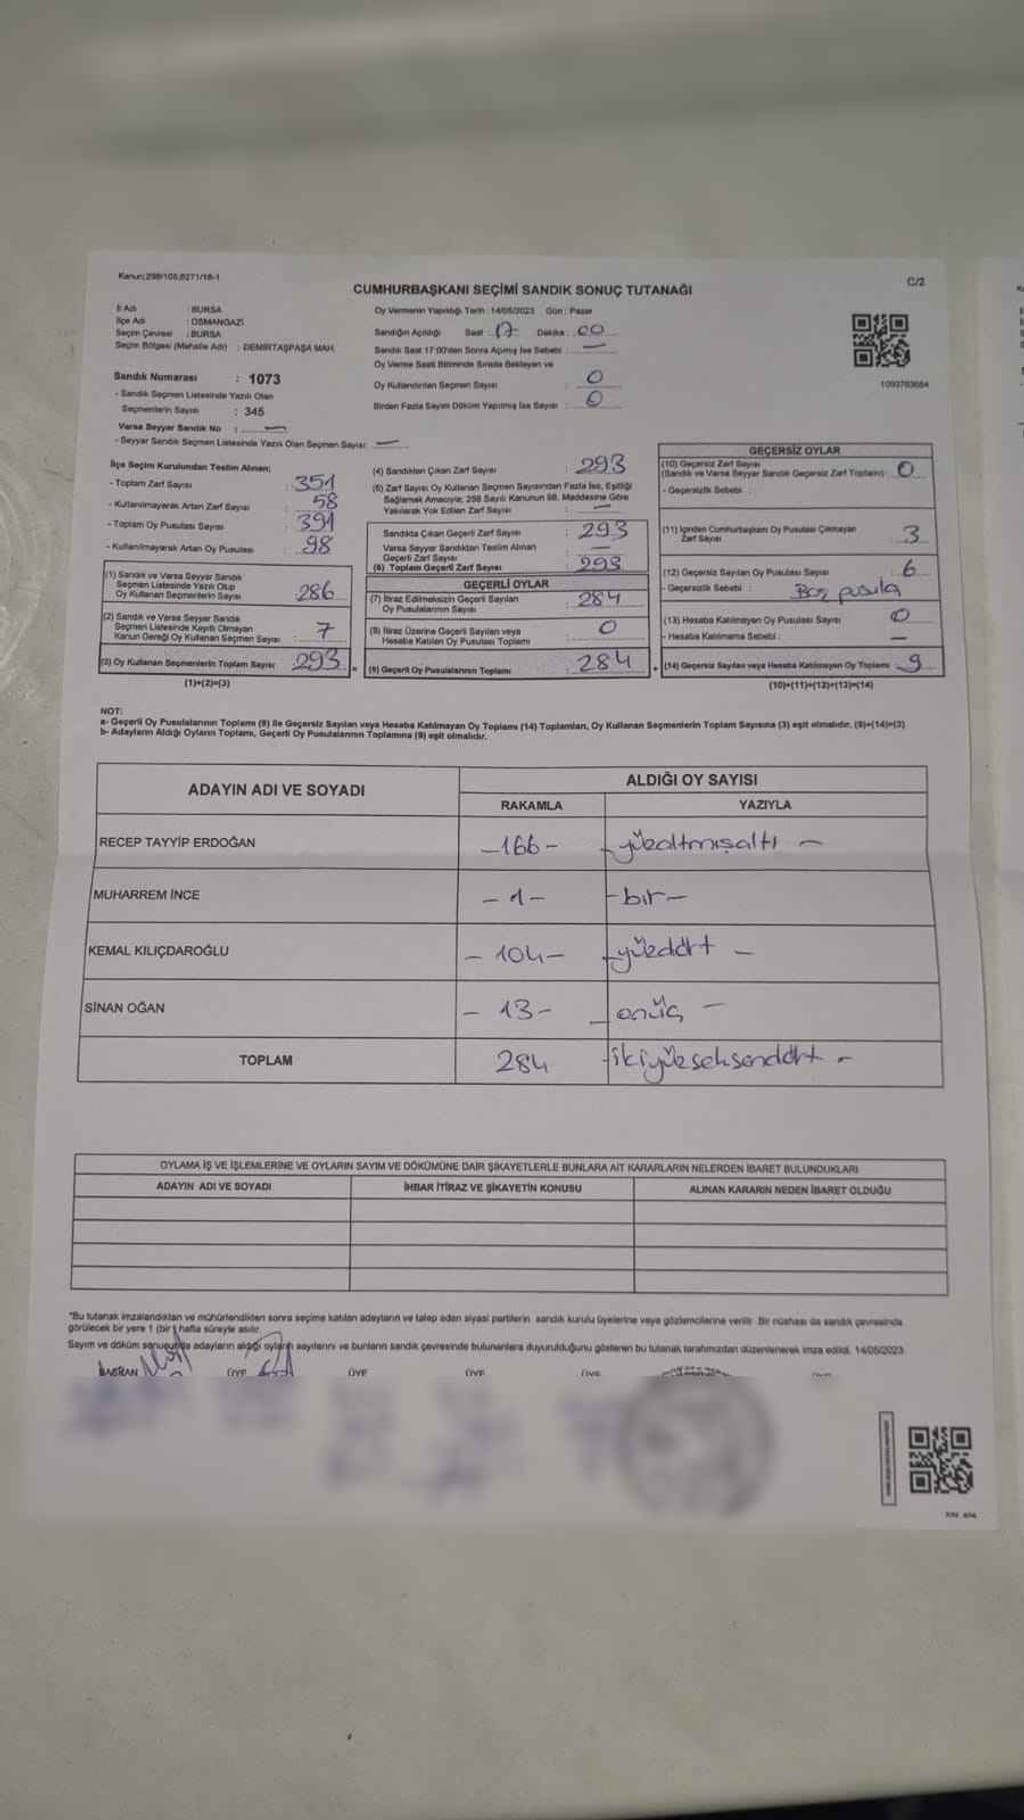 Kanun:298/105,6271/18-1
C/2
CUMHURBAŞKANI SEÇİMİ SANDIK SONUÇ TUTANAĞI
İl Adı : BURSA
İlçe Adı : OSMANGAZİ
Seçim Çevresi : BURSA
Seçim Bölgesi (Mahalle Adı) : DEMİRTAŞPAŞA MAH.
Sandık Numarası : 1073
- Sandık Seçmen Listesinde Yazılı Olan
Seçmenlerin Sayısı : 345
Varsa Seyyar Sandık No : —
- Seyyar Sandık Seçmen Listesinde Yazılı Olan Seçmen Sayısı: —
Oy Vermenin Yapıldığı Tarih : 14/05/2023 Gün : Pazar
Sandığın Açıldığı Saat : 17 Dakika : 00
Sandık Saat 17:00'den Sonra Açılmış İse Sebebi : —
Oy Verme Saati Bitiminde Sırada Bekleyen ve
Oy Kullandırılan Seçmen Sayısı : 0
Birden Fazla Sayım Döküm Yapılmış İse Sayısı : 0
İlçe Seçim Kurulundan Teslim Alınan;
- Toplam Zarf Sayısı : 351
- Kullanılmayarak Artan Zarf Sayısı : 58
- Toplam Oy Pusulası Sayısı : 391
- Kullanılmayarak Artan Oy Pusulası : 98
(1) Sandık ve Varsa Seyyar Sandık
Seçmen Listesinde Yazılı Olup
Oy Kullanan Seçmenlerin Sayısı : 286
(2) Sandık ve Varsa Seyyar Sandık
Seçmen Listesinde Kayıtlı Olmayan
Kanun Gereği Oy Kullanan Seçmen Sayısı : 7
(3) Oy Kullanan Seçmenlerin Toplam Sayısı : 293
(1)+(2)=(3)
(4) Sandıktan Çıkan Zarf Sayısı : 293
(5) Zarf Sayısı Oy Kullanan Seçmen Sayısından Fazla İse, Eşitliği
Sağlamak Amacıyla; 298 Sayılı Kanunun 98. Maddesine Göre
Yakılarak Yok Edilen Zarf Sayısı : —
Sandıkta Çıkan Geçerli Zarf Sayısı : 293
Varsa Seyyar Sandıktan Teslim Alınan
Geçerli Zarf Sayısı : —
(6) Toplam Geçerli Zarf Sayısı : 293
GEÇERLİ OYLAR
(7) İtiraz Edilmeksizin Geçerli Sayılan
Oy Pusulalarının Sayısı : 284
(8) İtiraz Üzerine Geçerli Sayılan veya
Hesaba Katılan Oy Pusulası Toplamı : 0
(9) Geçerli Oy Pusulalarının Toplamı : 284
GEÇERSİZ OYLAR
(10) Geçersiz Zarf Sayısı
(Sandık ve Varsa Seyyar Sandık Geçersiz Zarf Toplamı) : 0
- Geçersizlik Sebebi :
(11) İçinden Cumhurbaşkanı Oy Pusulası Çıkmayan
Zarf Sayısı : 3
(12) Geçersiz Sayılan Oy Pusulası Sayısı : 6
- Geçersizlik Sebebi : Boş pusula
(13) Hesaba Katılmayan Oy Pusulası Sayısı : 0
- Hesaba Katılmama Sebebi : —
(14) Geçersiz Sayılan veya Hesaba Katılmayan Oy Toplamı : 9
(10)+(11)+(12)+(13)=(14)
NOT:
a- Geçerli Oy Pusulalarının Toplamı (9) ile Geçersiz Sayılan veya Hesaba Katılmayan Oy Toplamı (14) Toplamları, Oy Kullanan Seçmenlerin Toplam Sayısına (3) eşit olmalıdır. (9)+(14)=(3)
b- Adayların Aldığı Oyların Toplamı, Geçerli Oy Pusulalarının Toplamına (9) eşit olmalıdır.
ADAYIN ADI VE SOYADI
ALDIĞI OY SAYISI
RAKAMLA
YAZIYLA
RECEP TAYYİP ERDOĞAN -166- -yüzaltmışaltı-
MUHARREM İNCE -1- -bir-
KEMAL KILIÇDAROĞLU -104- -yüzdört-
SİNAN OĞAN -13- -onüç-
TOPLAM 284 -ikiyükseksendört-
OYLAMA İŞ VE İŞLEMLERİNE VE OYLARIN SAYIM VE DÖKÜMÜNE DAİR ŞİKAYETLERLE BUNLARA AİT KARARLARIN NELERDEN İBARET BULUNDUKLARI
ADAYIN ADI VE SOYADI
İHBAR İTİRAZ VE ŞİKAYETİN KONUSU
ALINAN KARARIN NEDEN İBARET OLDUĞU
"Bu tutanak imzalandıktan ve mühürlendikten sonra seçime katılan adayların ve talep eden siyasi partilerin sandık kurulu üyelerine veya gözlemcilerine verilir. Bir nüshası da sandık çevresinde
görülecek bir yere 1 (bir) hafta süreyle asılır.
Sayım ve döküm sonucunda adayların aldığı oyların sayılarını ve bunların sandık çevresinde bulunanlara duyurulduğunu gösteren bu tutanak tarafımızdan düzenlenerek imza edildi. 14/05/2023
ÜYE ÜYE ÜYE ÜYE